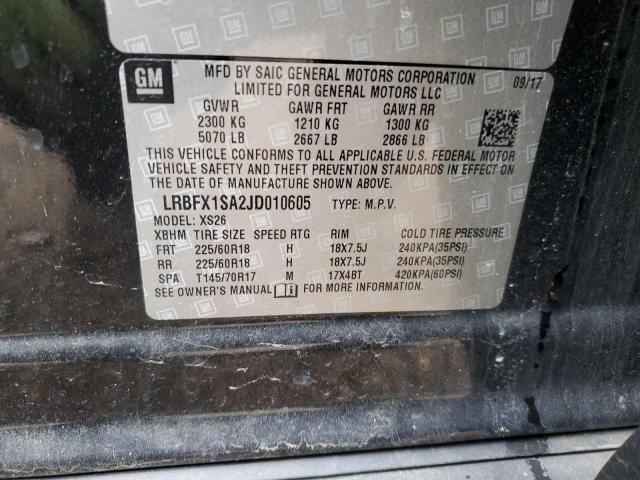 GM
MFD BY SAIC GENERAL MOTORS CORPORATION 09/17
LIMITED FOR GENERAL MOTORS LLC
GVWR GAWR FRT GAWR RR
2300 KG 1210 KG 1300 KG
5070 LB 2667 LB 2866 LB
THIS VEHICLE CONFORMS TO ALL APPLICABLE U.S. FEDERAL MOTOR
VEHICLE SAFETY AND THEFT PREVENTION STANDARDS IN EFFECT ON
THE DATE OF MANUFACTURE SHOWN ABOVE.
LRBFX1SA2JD010605 TYPE: M.P.V.
MODEL: XS26
XBHM TIRE SIZE SPEED RTG RIM COLD TIRE PRESSURE
FRT 225/60R18 H 18X7.5J 240KPA(35PSI)
RR 225/60R18 H 18X7.5J 240KPA(35PSI)
SPA T145/70R17 M 17X4BT 420KPA(60PSI)
SEE OWNER'S MANUAL FOR MORE INFORMATION